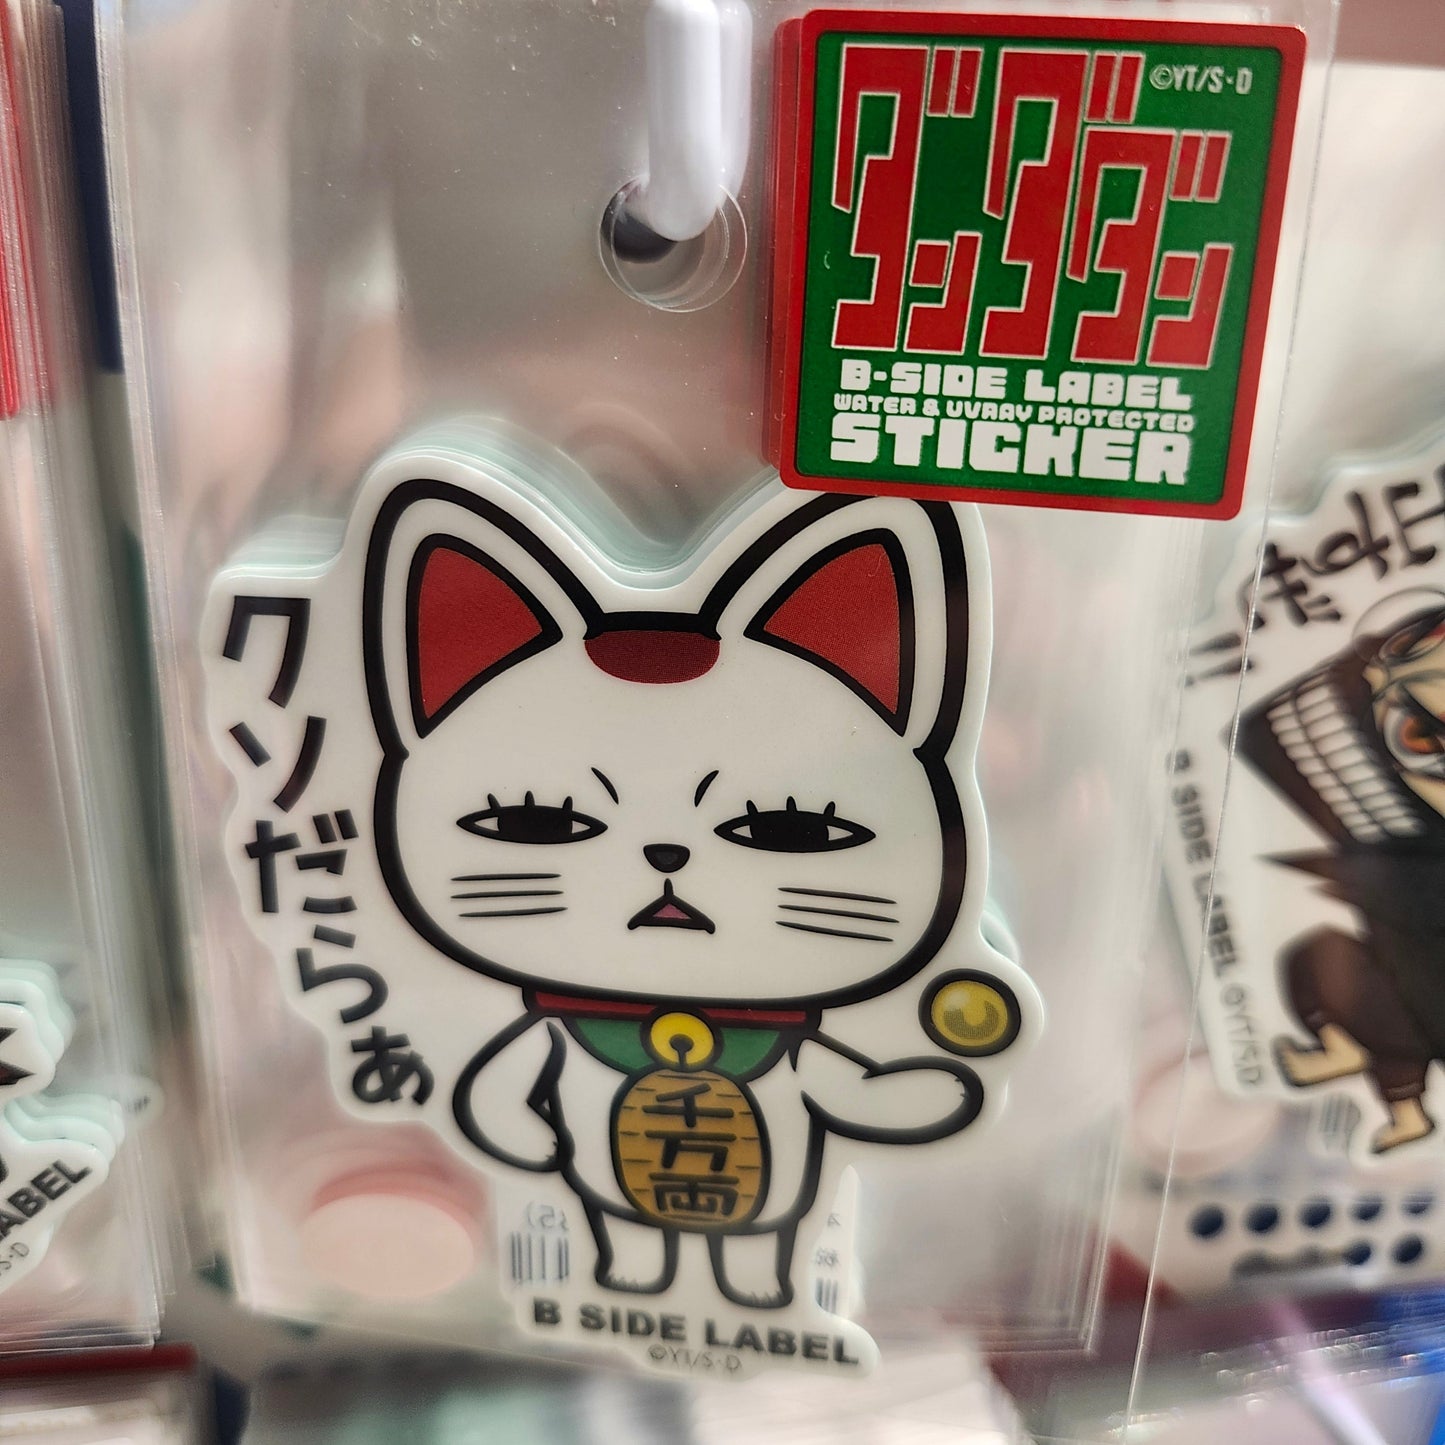 ダンダダン
©YT/S・D
B-SIDE LABEL
WATER & UVRAY PROTECTED
STICKER
クソだらぁ
千万両
B SIDE LABEL
©YT/S・D
B SIDE LABEL ©YT/S・D
ABEL